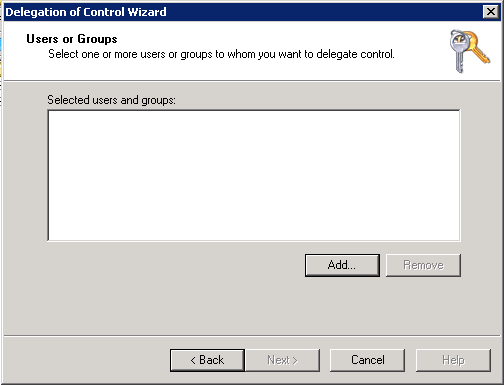 Delegation of Control Wizard
Users or Groups
Select one or more users or groups to whom you want to delegate control.
Selected users and groups:
Add...
Remove
< Back
Next >
Cancel
Help